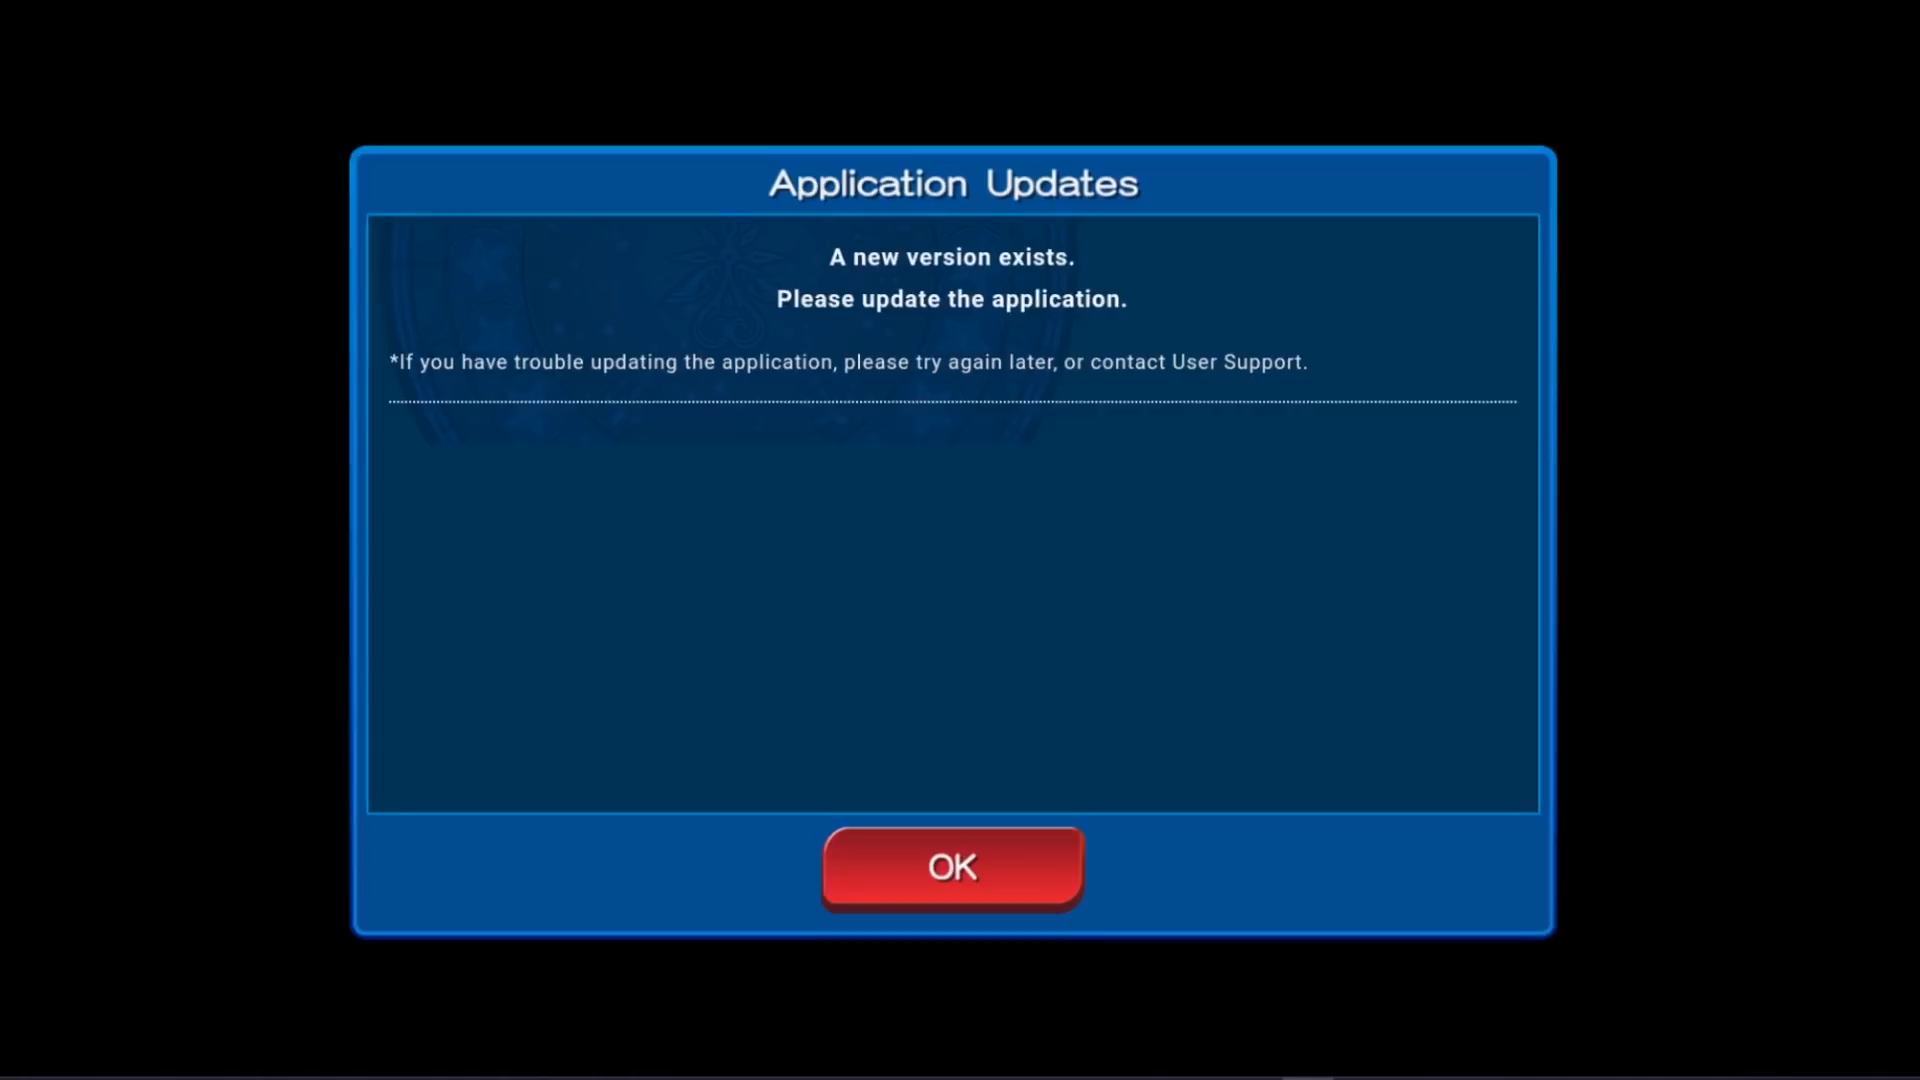 Application Updates
A new version exists.
Please update the application.
*If you have trouble updating the application, please try again later, or contact User Support.
OK